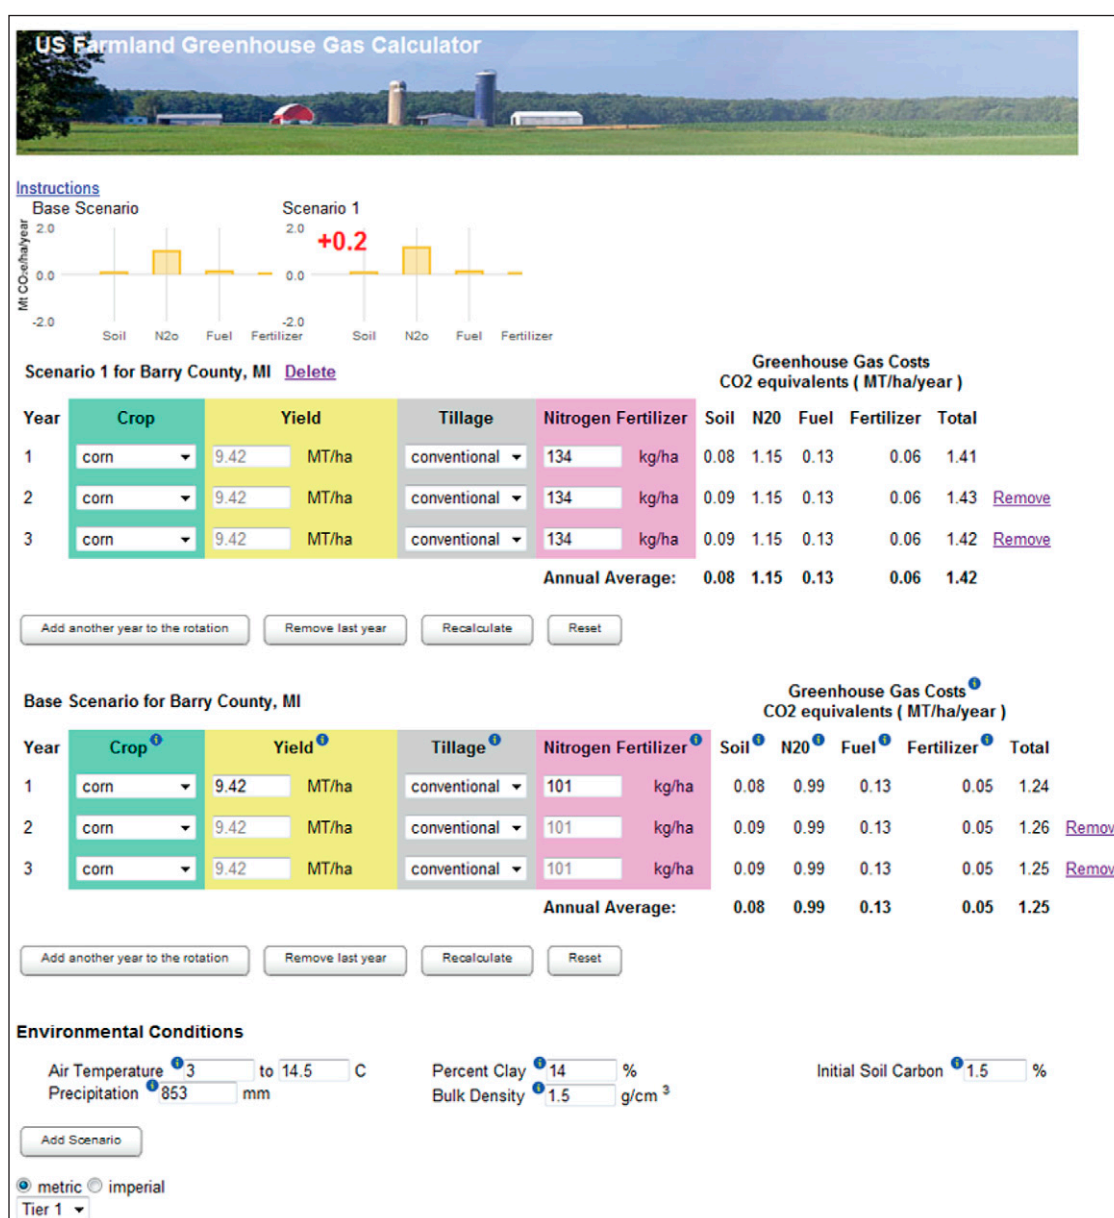 US Farmland Greenhouse Gas Calculator
Instructions
Base Scenario Scenario 1
Mt CO2e/ha/year
2.0 2.0 +0.2
0.0 0.0
-2.0 -2.0
Soil N2o Fuel Fertilizer Soil N2o Fuel Fertilizer
Greenhouse Gas Costs
Scenario 1 for Barry County, MI Delete CO2 equivalents ( MT/ha/year )
Year Crop Yield Tillage Nitrogen Fertilizer Soil N20 Fuel Fertilizer Total
1 corn 9.42 MT/ha conventional 134 kg/ha 0.08 1.15 0.13 0.06 1.41
2 corn 9.42 MT/ha conventional 134 kg/ha 0.09 1.15 0.13 0.06 1.43 Remove
3 corn 9.42 MT/ha conventional 134 kg/ha 0.09 1.15 0.13 0.06 1.42 Remove
Annual Average: 0.08 1.15 0.13 0.06 1.42
Add another year to the rotation Remove last year Recalculate Reset
Greenhouse Gas Costs i
Base Scenario for Barry County, MI CO2 equivalents ( MT/ha/year )
Year Crop i Yield i Tillage i Nitrogen Fertilizer i Soil i N20 i Fuel i Fertilizer i Total
1 corn 9.42 MT/ha conventional 101 kg/ha 0.08 0.99 0.13 0.05 1.24
2 corn 9.42 MT/ha conventional 101 kg/ha 0.09 0.99 0.13 0.05 1.26 Remov
3 corn 9.42 MT/ha conventional 101 kg/ha 0.09 0.99 0.13 0.05 1.25 Remov
Annual Average: 0.08 0.99 0.13 0.05 1.25
Add another year to the rotation Remove last year Recalculate Reset
Environmental Conditions
Air Temperature i 3 to 14.5 C Percent Clay i 14 % Initial Soil Carbon i 1.5 %
Precipitation i 853 mm Bulk Density i 1.5 g/cm 3
Add Scenario
metric imperial
Tier 1